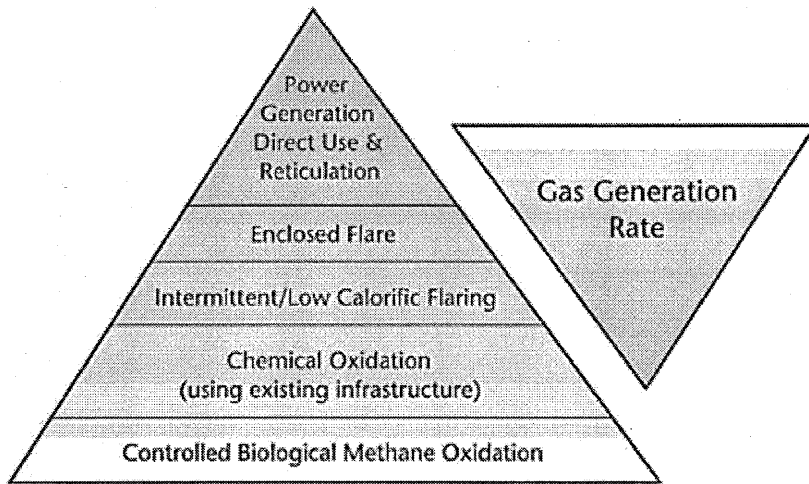 Power
Generation
Direct Use &
Reticulation
Enclosed Flare
Intermittent/Low Calorific Flaring
Chemical Oxidation
(using existing infrastructure)
Controlled Biological Methane Oxidation
Gas Generation
Rate